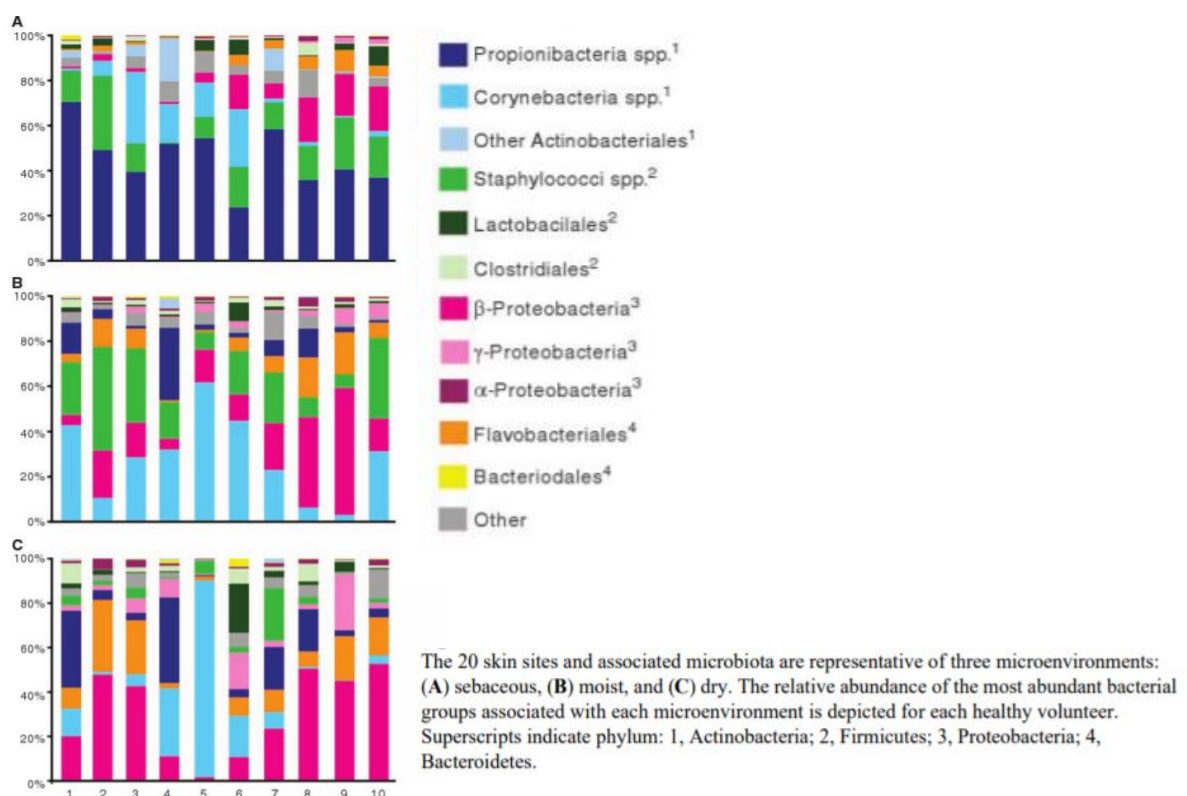 A
100%
80%
60%
40%
20%
0%
B
100%
80%
60%
40%
20%
0%
C
100%
80%
60%
40%
20%
0%
1 2 3 4 5 6 7 8 9 10
Propionibacteria spp.¹
Corynebacteria spp.¹
Other Actinobacteriales¹
Staphylococci spp.²
Lactobacilales²
Clostridiales²
β-Proteobacteria³
γ-Proteobacteria³
α-Proteobacteria³
Flavobacteriales⁴
Bacteriodales⁴
Other
The 20 skin sites and associated microbiota are representative of three microenvironments:
(A) sebaceous, (B) moist, and (C) dry. The relative abundance of the most abundant bacterial
groups associated with each microenvironment is depicted for each healthy volunteer.
Superscripts indicate phylum: 1, Actinobacteria; 2, Firmicutes; 3, Proteobacteria; 4,
Bacteroidetes.